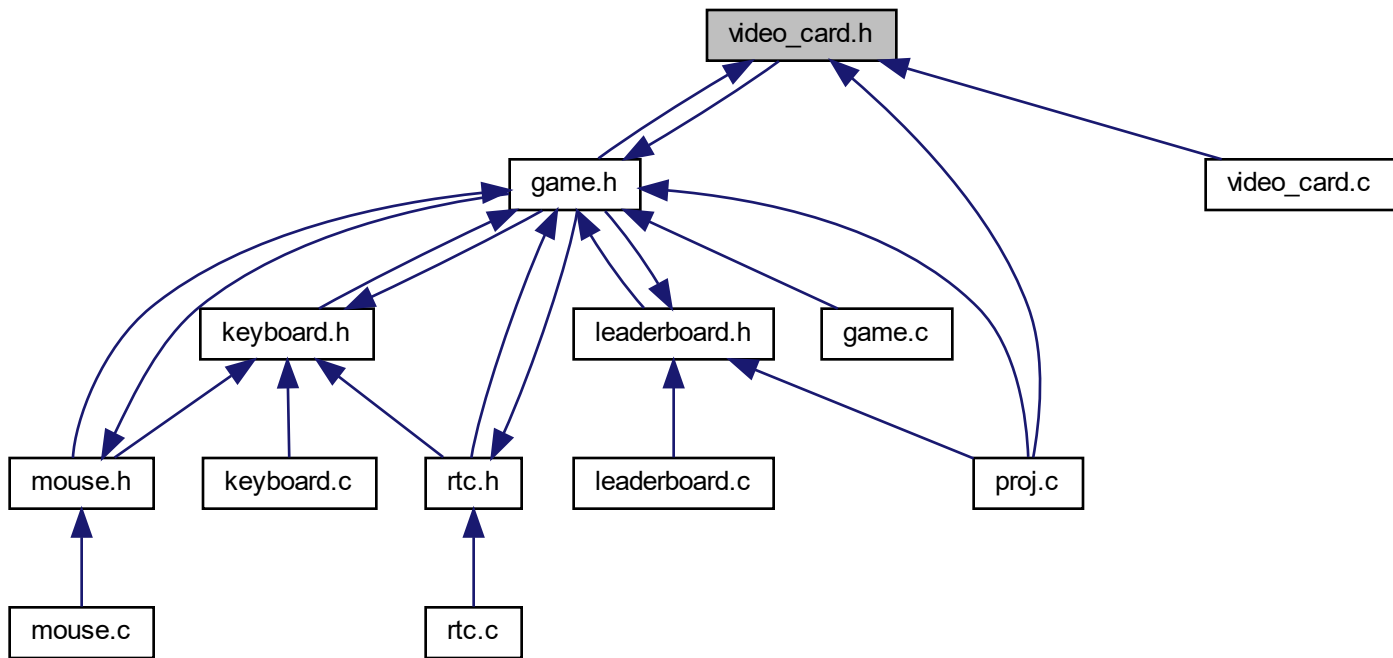 video_card.h
game.h
video_card.c
keyboard.h
leaderboard.h
game.c
mouse.h
keyboard.c
rtc.h
leaderboard.c
proj.c
mouse.c
rtc.c